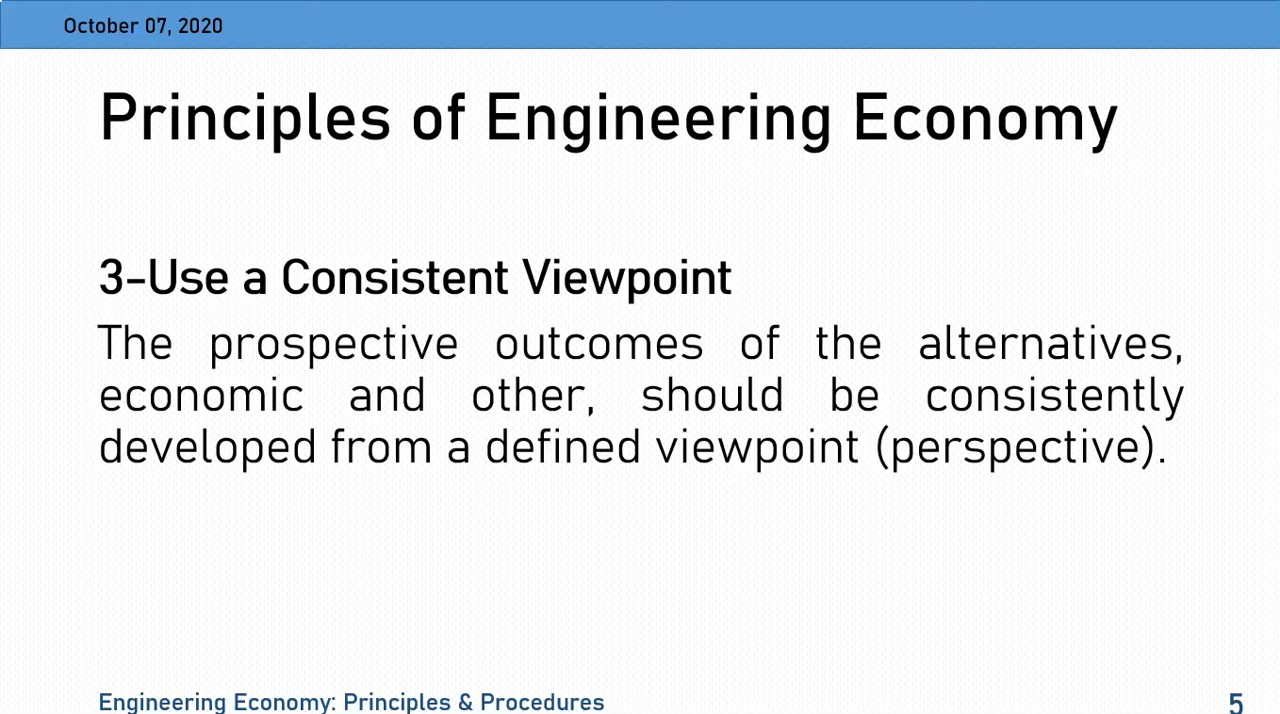 October 07, 2020
Principles of Engineering Economy
3-Use a Consistent Viewpoint
The prospective outcomes of the alternatives,
economic and other, should be consistently
developed from a defined viewpoint (perspective).
Engineering Economy: Principles & Procedures
5